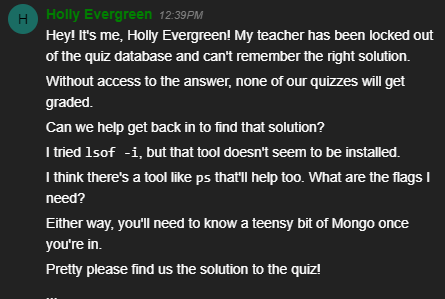 H
Holly Evergreen 12:39PM
Hey! It's me, Holly Evergreen! My teacher has been locked out
of the quiz database and can't remember the right solution.
Without access to the answer, none of our quizzes will get
graded.
Can we help get back in to find that solution?
I tried lsof -i, but that tool doesn't seem to be installed.
I think there's a tool like ps that'll help too. What are the flags I
need?
Either way, you'll need to know a teensy bit of Mongo once
you're in.
Pretty please find us the solution to the quiz!
...